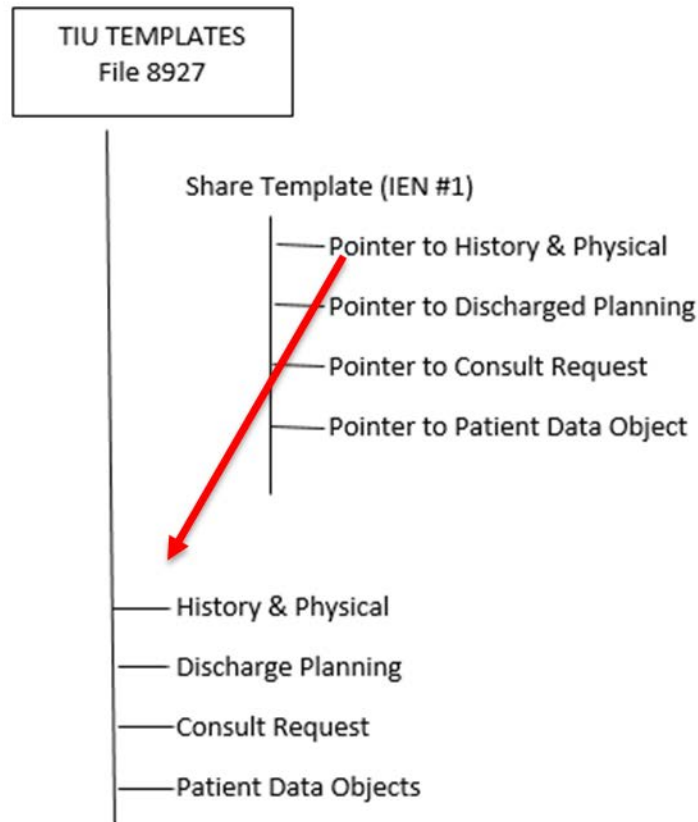 TIU TEMPLATES
File 8927
Share Template (IEN #1)
Pointer to History & Physical
Pointer to Discharged Planning
Pointer to Consult Request
Pointer to Patient Data Object
History & Physical
Discharge Planning
Consult Request
Patient Data Objects